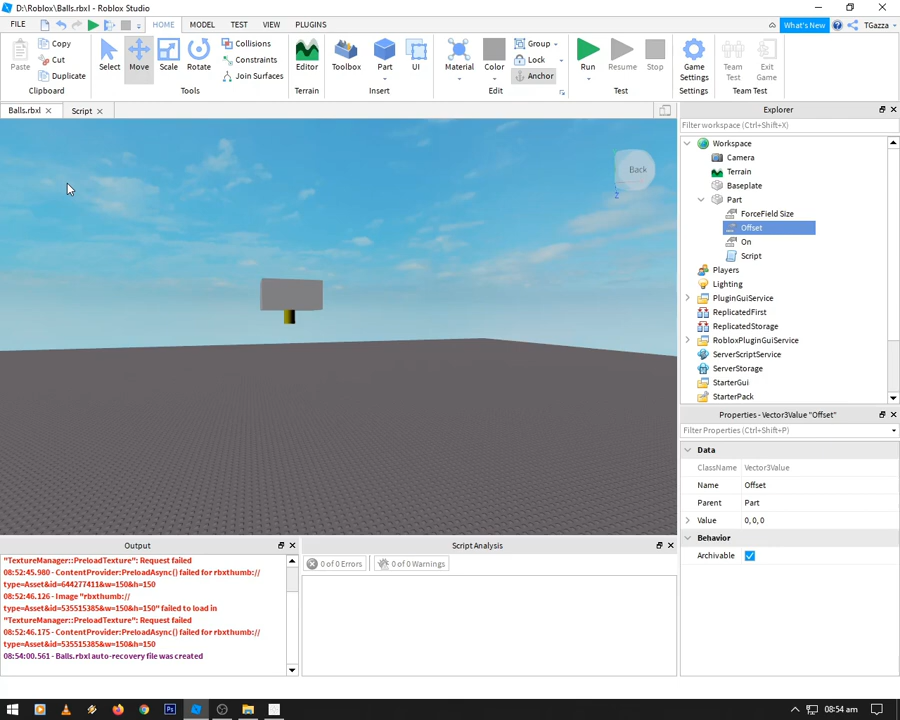 D:\Roblox\Balls.rbxl - Roblox Studio
FILE HOME MODEL TEST VIEW PLUGINS What's New TGazza
Paste Copy Cut Duplicate Clipboard
Select Move Scale Rotate Collisions Constraints Join Surfaces Tools
Editor Terrain
Toolbox Part UI Insert
Material Color Group Lock Anchor Edit
Run Resume Stop Test
Game Settings Settings
Team Test Exit Game Team Test
Balls.rbxl Script
Back
Z
Explorer
Filter workspace (Ctrl+Shift+X)
Workspace
Camera
Terrain
Baseplate
Part
ForceField Size
Offset
On
Script
Players
Lighting
PluginGuiService
ReplicatedFirst
ReplicatedStorage
RobloxPluginGuiService
ServerScriptService
ServerStorage
StarterGui
StarterPack
Properties - Vector3Value "Offset"
Filter Properties (Ctrl+Shift+P)
Data
ClassName Vector3Value
Name Offset
Parent Part
Value 0, 0, 0
Behavior
Archivable
Output
"TextureManager::PreloadTexture": Request failed
08:52:45.980 - ContentProvider:PreloadAsync() failed for rbxthumb://
type=Asset&id=644277411&w=150&h=150
08:52:46.126 - Image "rbxthumb://
type=Asset&id=535515385&w=150&h=150" failed to load in
"TextureManager::PreloadTexture": Request failed
08:52:46.175 - ContentProvider:PreloadAsync() failed for rbxthumb://
type=Asset&id=535515385&w=150&h=150
08:54:00.561 - Balls.rbxl auto-recovery file was created
Script Analysis
0 of 0 Errors 0 of 0 Warnings
Ps 08:54 am